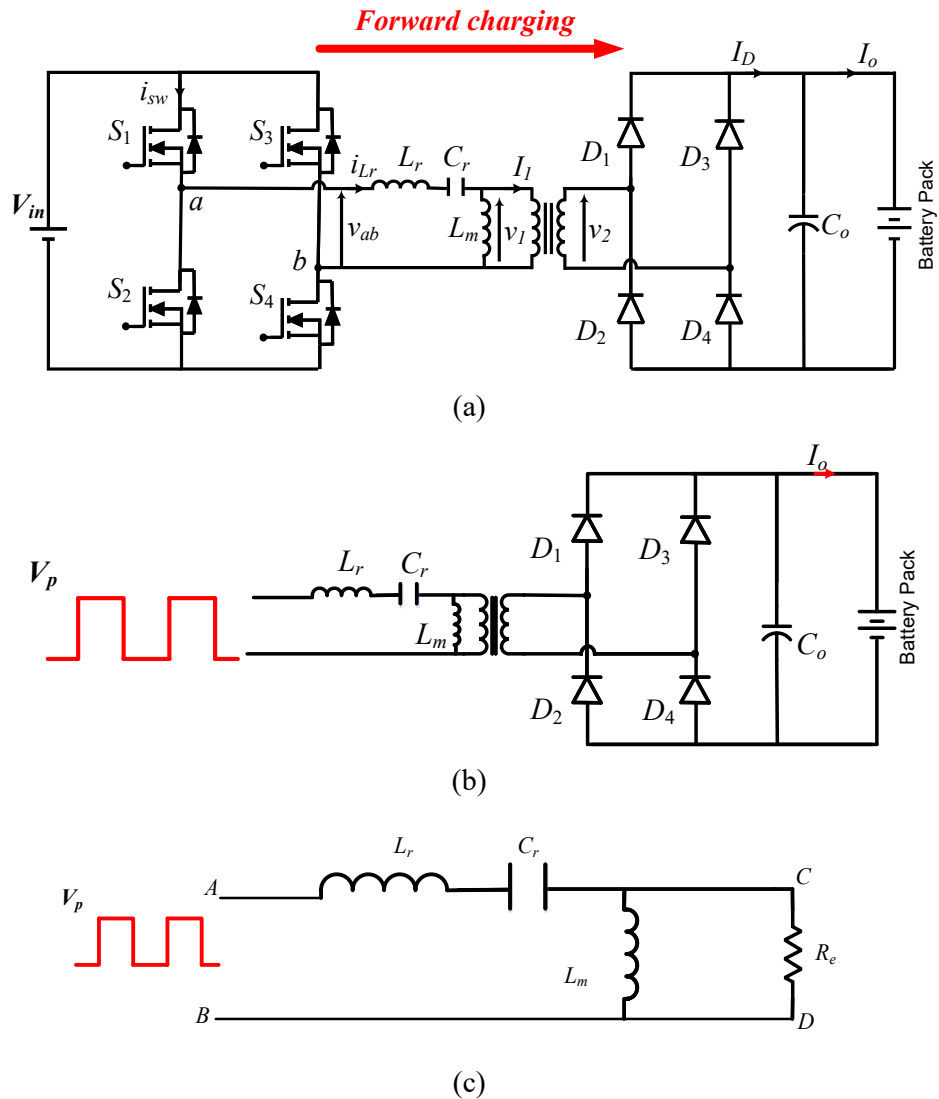 Forward charging
I_D
I_o
i_sw
S_1
S_3
D_1
D_3
i_Lr
L_r
C_r
I_1
V_in
a
v_ab
L_m
v_1
v_2
C_o
Battery Pack
b
S_2
S_4
D_2
D_4
(a)
I_o
V_p
L_r
C_r
D_1
D_3
L_m
C_o
Battery Pack
D_2
D_4
(b)
L_r
C_r
V_p
A
C
L_m
R_e
B
D
(c)